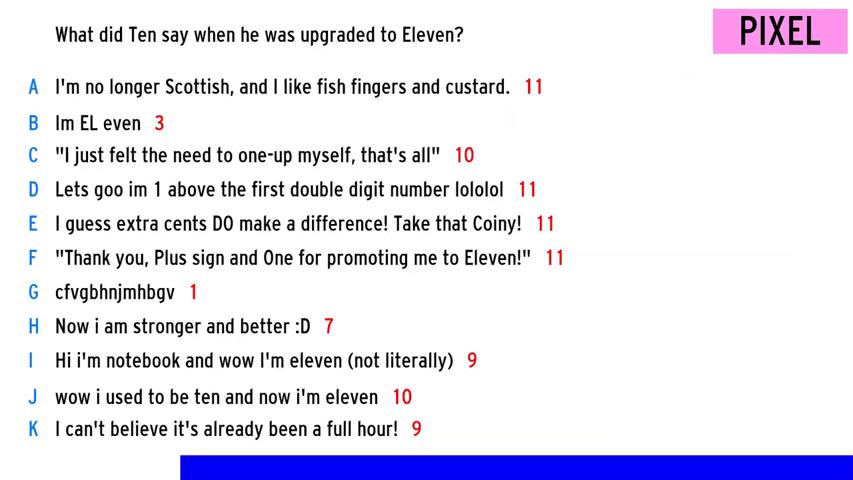 What did Ten say when he was upgraded to Eleven?
PIXEL
A I'm no longer Scottish, and I like fish fingers and custard. 11
B Im EL even 3
C "I just felt the need to one-up myself, that's all" 10
D Lets goo im 1 above the first double digit number lololol 11
E I guess extra cents DO make a difference! Take that Coiny! 11
F "Thank you, Plus sign and One for promoting me to Eleven!" 11
G cfvgbhnjmhbgv 1
H Now i am stronger and better :D 7
I Hi i'm notebook and wow I'm eleven (not literally) 9
J wow i used to be ten and now i'm eleven 10
K I can't believe it's already been a full hour! 9